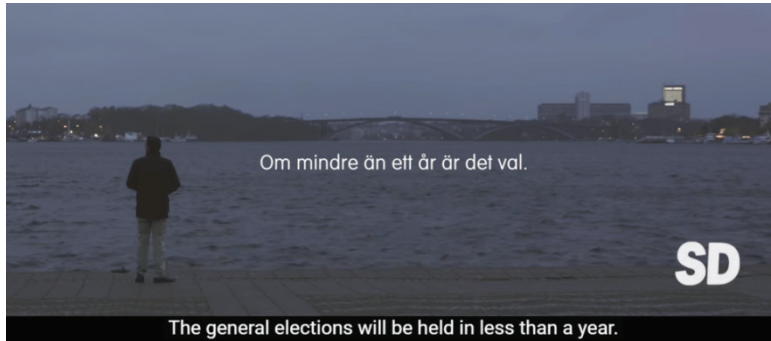 Om mindre än ett år är det val.
SD
The general elections will be held in less than a year.